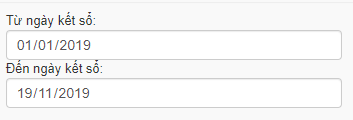 Từ ngày kết sổ:
01/01/2019
Đến ngày kết sổ:
19/11/2019